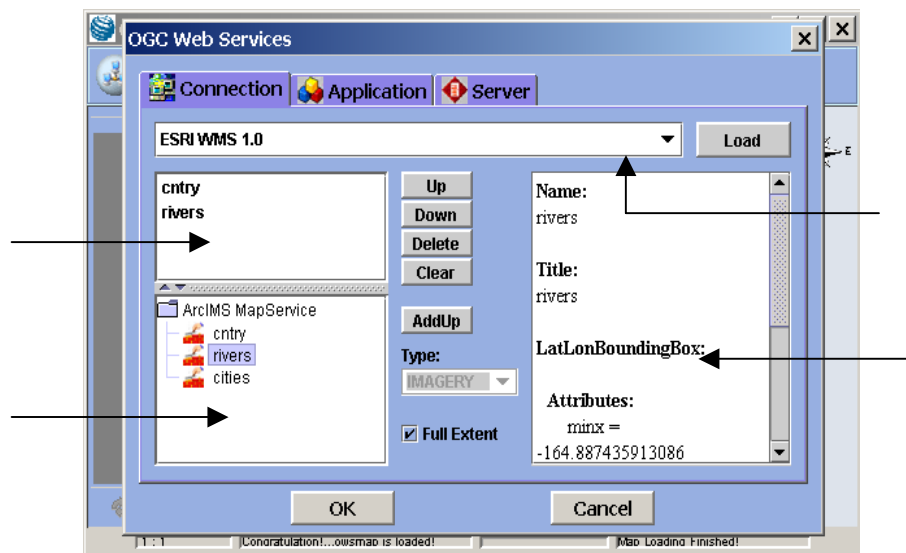 OGC Web Services
Connection Application Server
ESRI WMS 1.0 Load
E
cntry
rivers
Up
Down
Delete
Clear
AddUp
Type:
IMAGERY
Full Extent
ArcIMS MapService
cntry
rivers
cities
Name:
rivers
Title:
rivers
LatLonBoundingBox:
Attributes:
minx =
-164.887435913086
OK Cancel
1 : 1 Congratulation!...owsmap is loaded! Map Loading Finished!